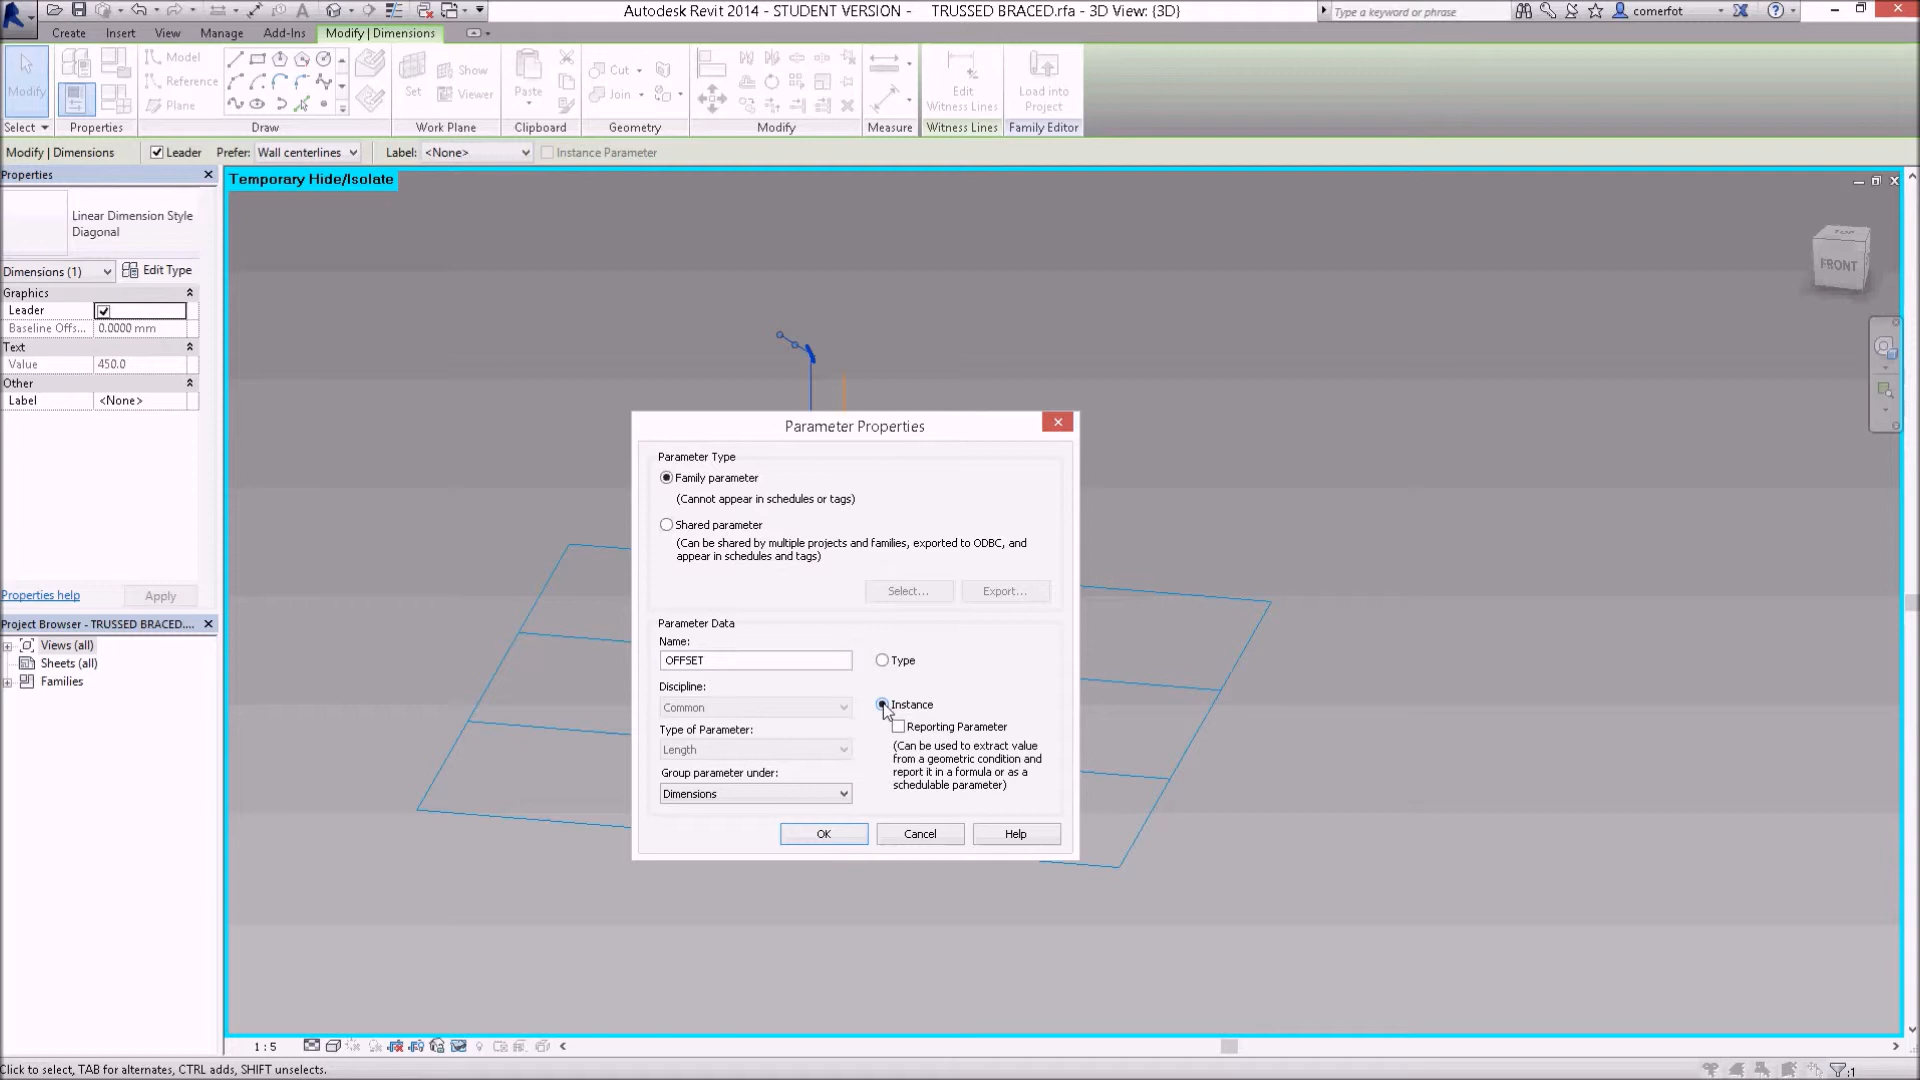 Autodesk Revit 2014 - STUDENT VERSION - TRUSSED BRACED.rfa - 3D View: {3D}
Type a keyword or phrase
comerfot
Create Insert View Manage Add-Ins Modify | Dimensions
Modify
Model
Reference
Plane
Set
Show
Viewer
Paste
Cut
Join
Edit
Witness Lines
Load into
Project
Select Properties Draw Work Plane Clipboard Geometry Modify Measure Witness Lines Family Editor
Modify | Dimensions Leader Prefer: Wall centerlines Label: <None> Instance Parameter
Properties
Temporary Hide/Isolate
Linear Dimension Style
Diagonal
Dimensions (1) Edit Type
Graphics
Leader
Baseline Offs... 0.0000 mm
Text
Value 450.0
Other
Label <None>
Properties help Apply
Project Browser - TRUSSED BRACED....
Views (all)
Sheets (all)
Families
TOP
FRONT
Parameter Properties
Parameter Type
Family parameter
(Cannot appear in schedules or tags)
Shared parameter
(Can be shared by multiple projects and families, exported to ODBC, and
appear in schedules and tags)
Select... Export...
Parameter Data
Name:
OFFSET
Type
Discipline:
Common
Instance
Reporting Parameter
Type of Parameter:
Length
(Can be used to extract value
from a geometric condition and
report it in a formula or as a
schedulable parameter)
Group parameter under:
Dimensions
OK Cancel Help
1 : 5
Click to select, TAB for alternates, CTRL adds, SHIFT unselects.
:1